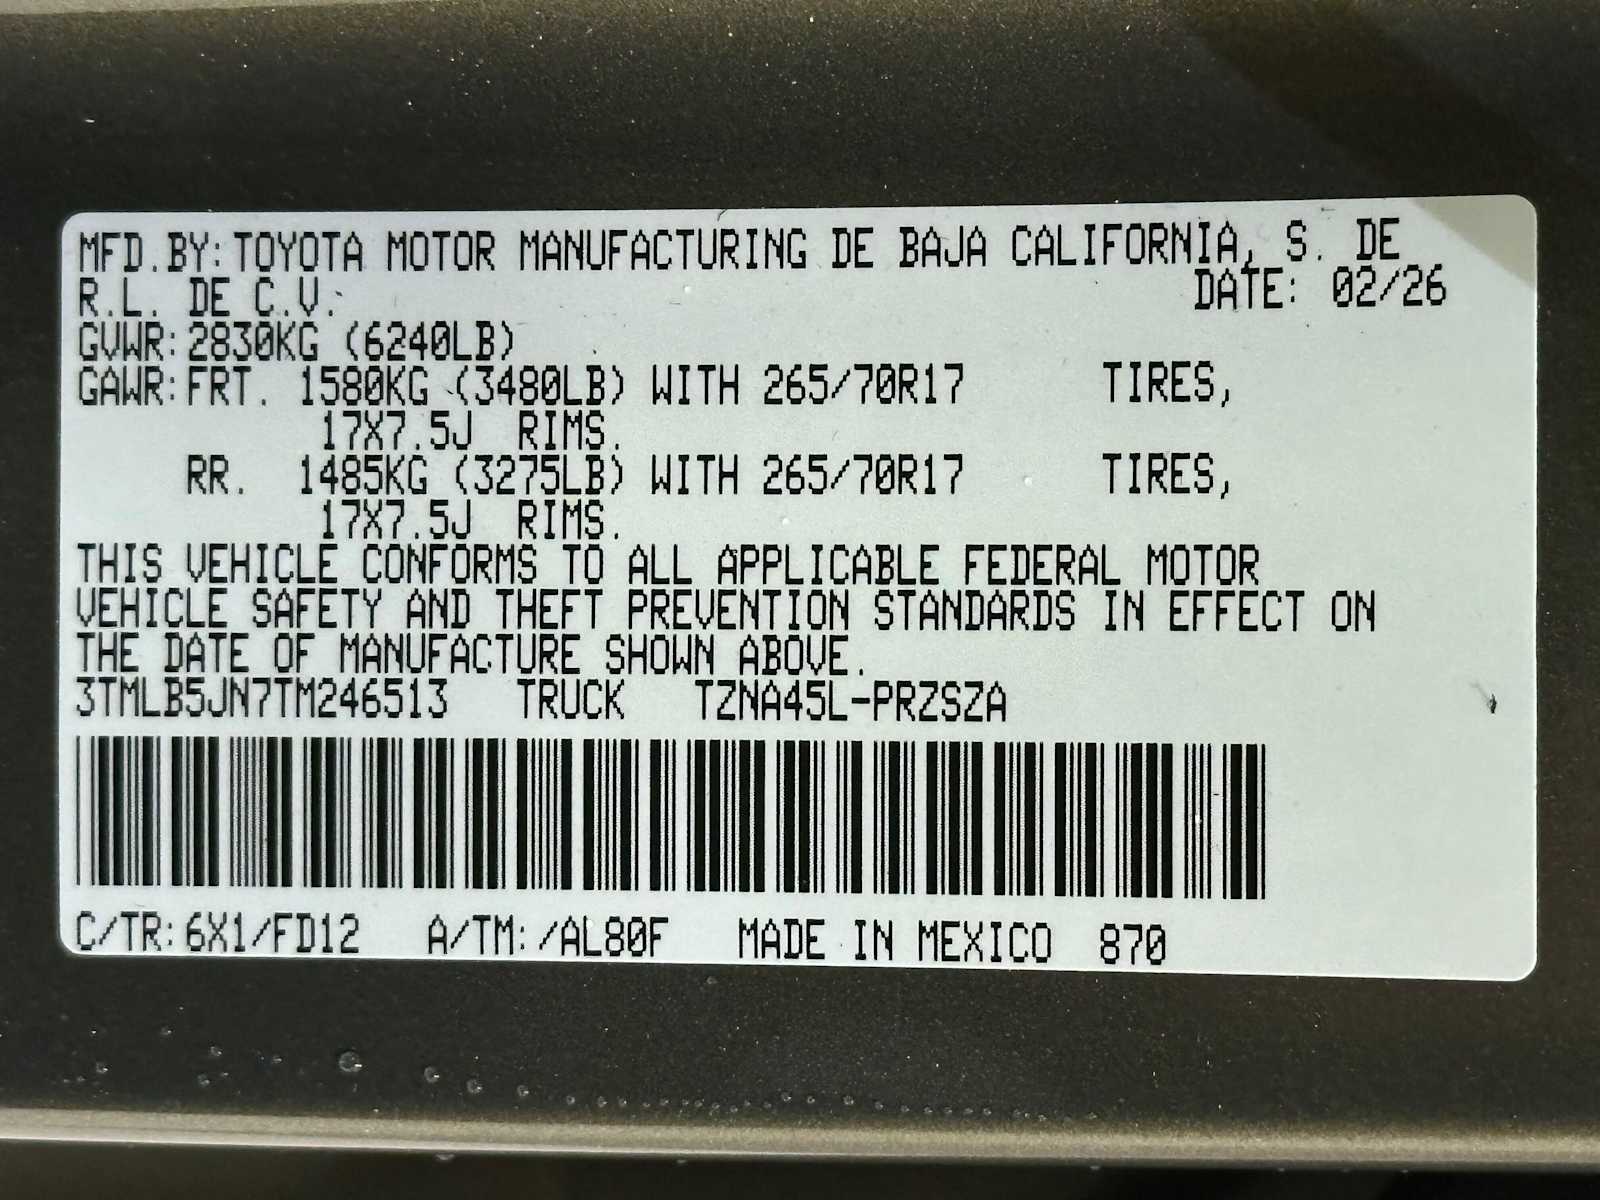 MFD.BY:TOYOTA MOTOR MANUFACTURING DE BAJA CALIFORNIA, S. DE
R.L. DE C.V. DATE: 02/26
GVWR:2830KG (6240LB)
GAWR:FRT. 1580KG (3480LB) WITH 265/70R17 TIRES,
17X7.5J RIMS.
RR. 1485KG (3275LB) WITH 265/70R17 TIRES,
17X7.5J RIMS.
THIS VEHICLE CONFORMS TO ALL APPLICABLE FEDERAL MOTOR
VEHICLE SAFETY AND THEFT PREVENTION STANDARDS IN EFFECT ON
THE DATE OF MANUFACTURE SHOWN ABOVE.
3TMLB5JN7TM246513 TRUCK TZNA45L-PRZSZA
C/TR:6X1/FD12 A/TM:/AL80F MADE IN MEXICO 870